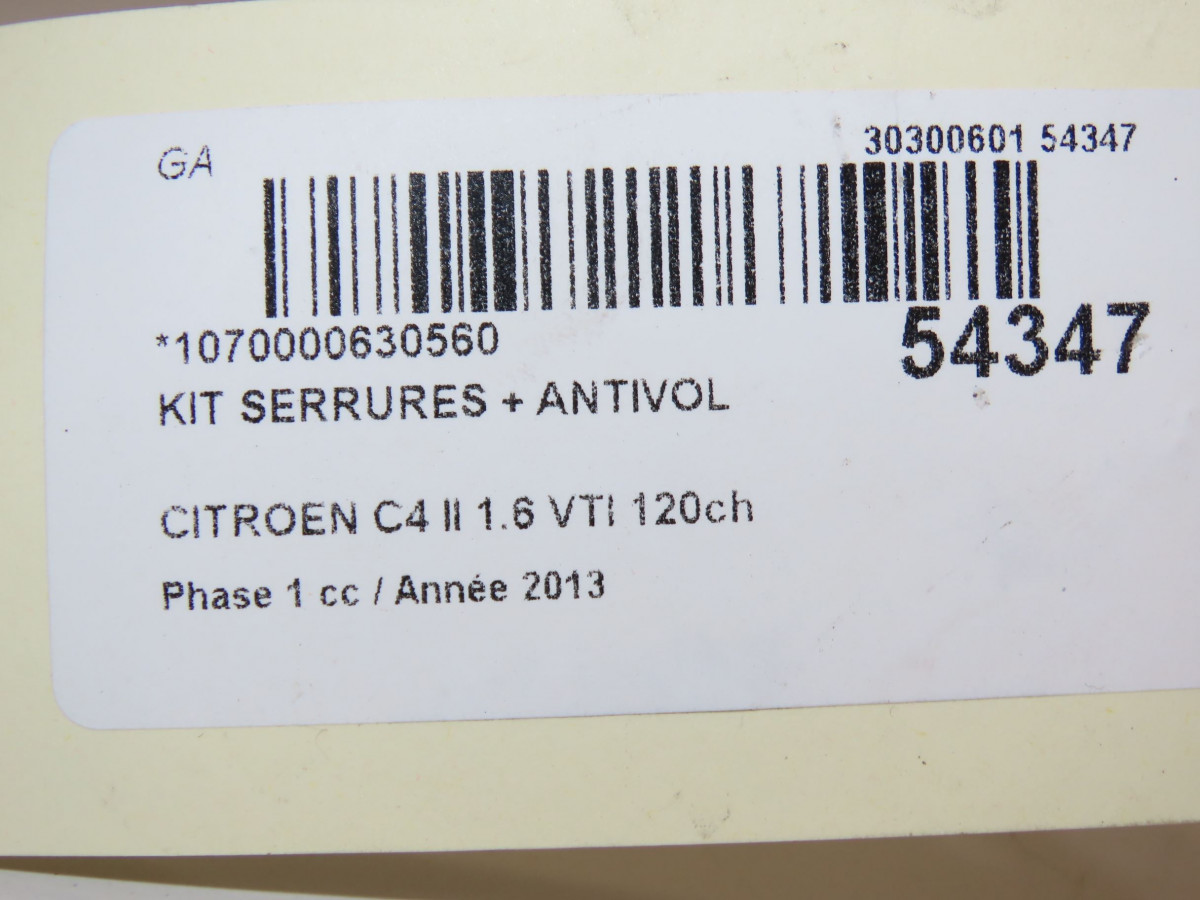 GA
30300601 54347
*1070000630560
54347
KIT SERRURES + ANTIVOL
CITROEN C4 II 1.6 VTI 120ch
Phase 1 cc / Année 2013